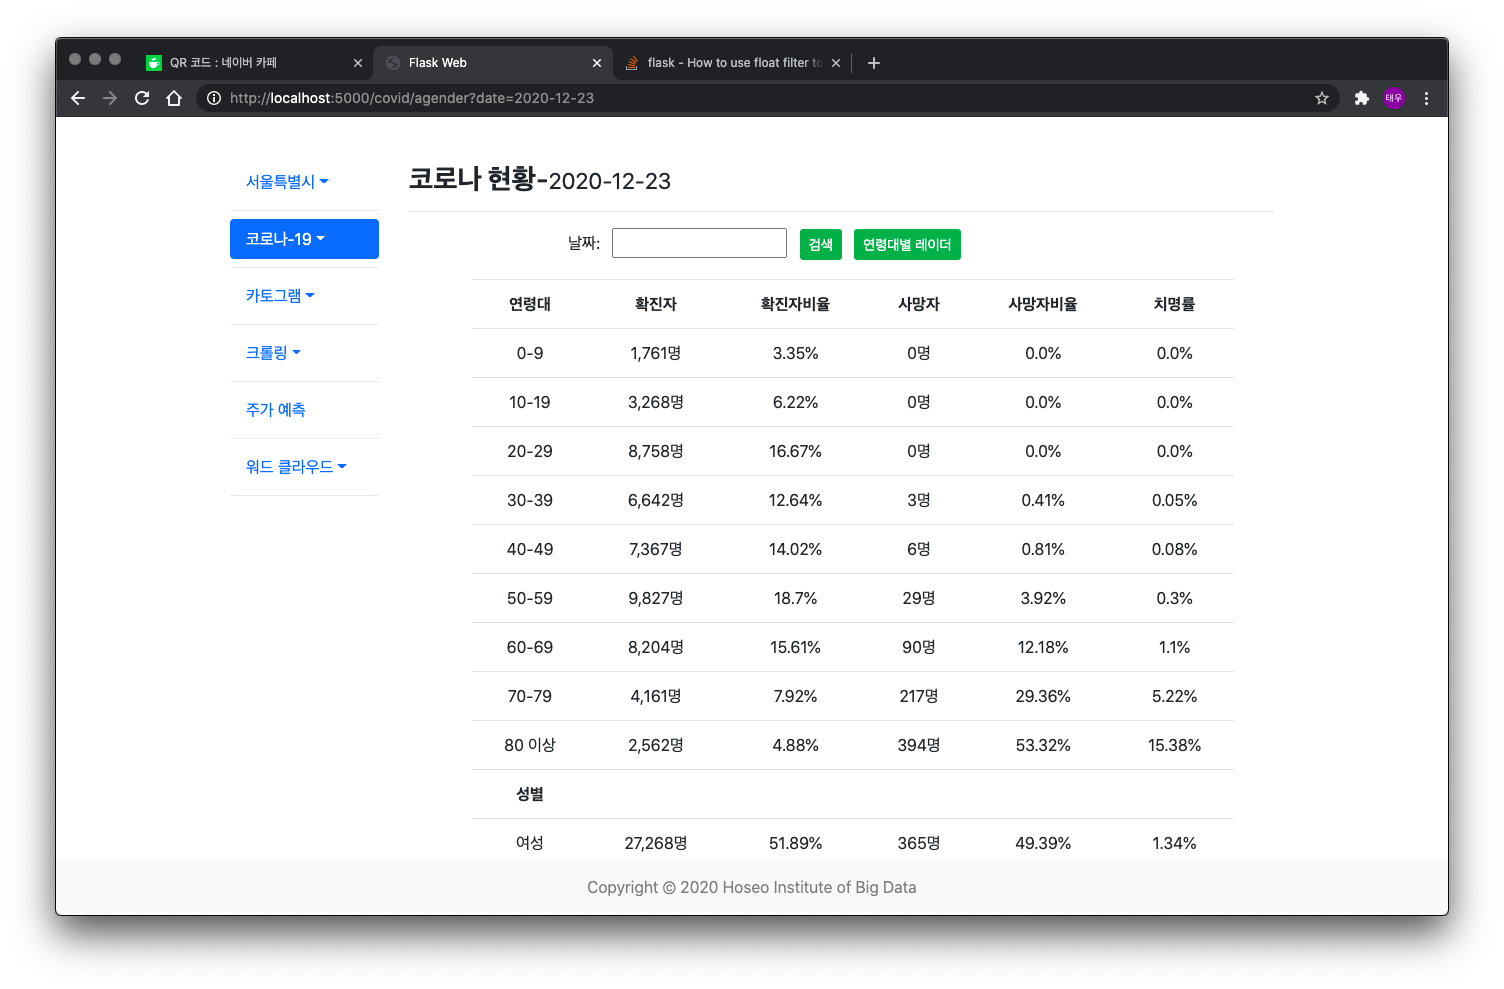 QR 코드 : 네이버 카페
Flask Web
flask - How to use float filter to
http://localhost:5000/covid/agender?date=2020-12-23
태우
서울특별시
코로나-19
카토그램
크롤링
주가 예측
워드 클라우드
코로나 현황-2020-12-23
날짜: 검색 연령대별 레이더
연령대 확진자 확진자비율 사망자 사망자비율 치명률
0-9 1,761명 3.35% 0명 0.0% 0.0%
10-19 3,268명 6.22% 0명 0.0% 0.0%
20-29 8,758명 16.67% 0명 0.0% 0.0%
30-39 6,642명 12.64% 3명 0.41% 0.05%
40-49 7,367명 14.02% 6명 0.81% 0.08%
50-59 9,827명 18.7% 29명 3.92% 0.3%
60-69 8,204명 15.61% 90명 12.18% 1.1%
70-79 4,161명 7.92% 217명 29.36% 5.22%
80 이상 2,562명 4.88% 394명 53.32% 15.38%
성별
여성 27,268명 51.89% 365명 49.39% 1.34%
Copyright © 2020 Hoseo Institute of Big Data